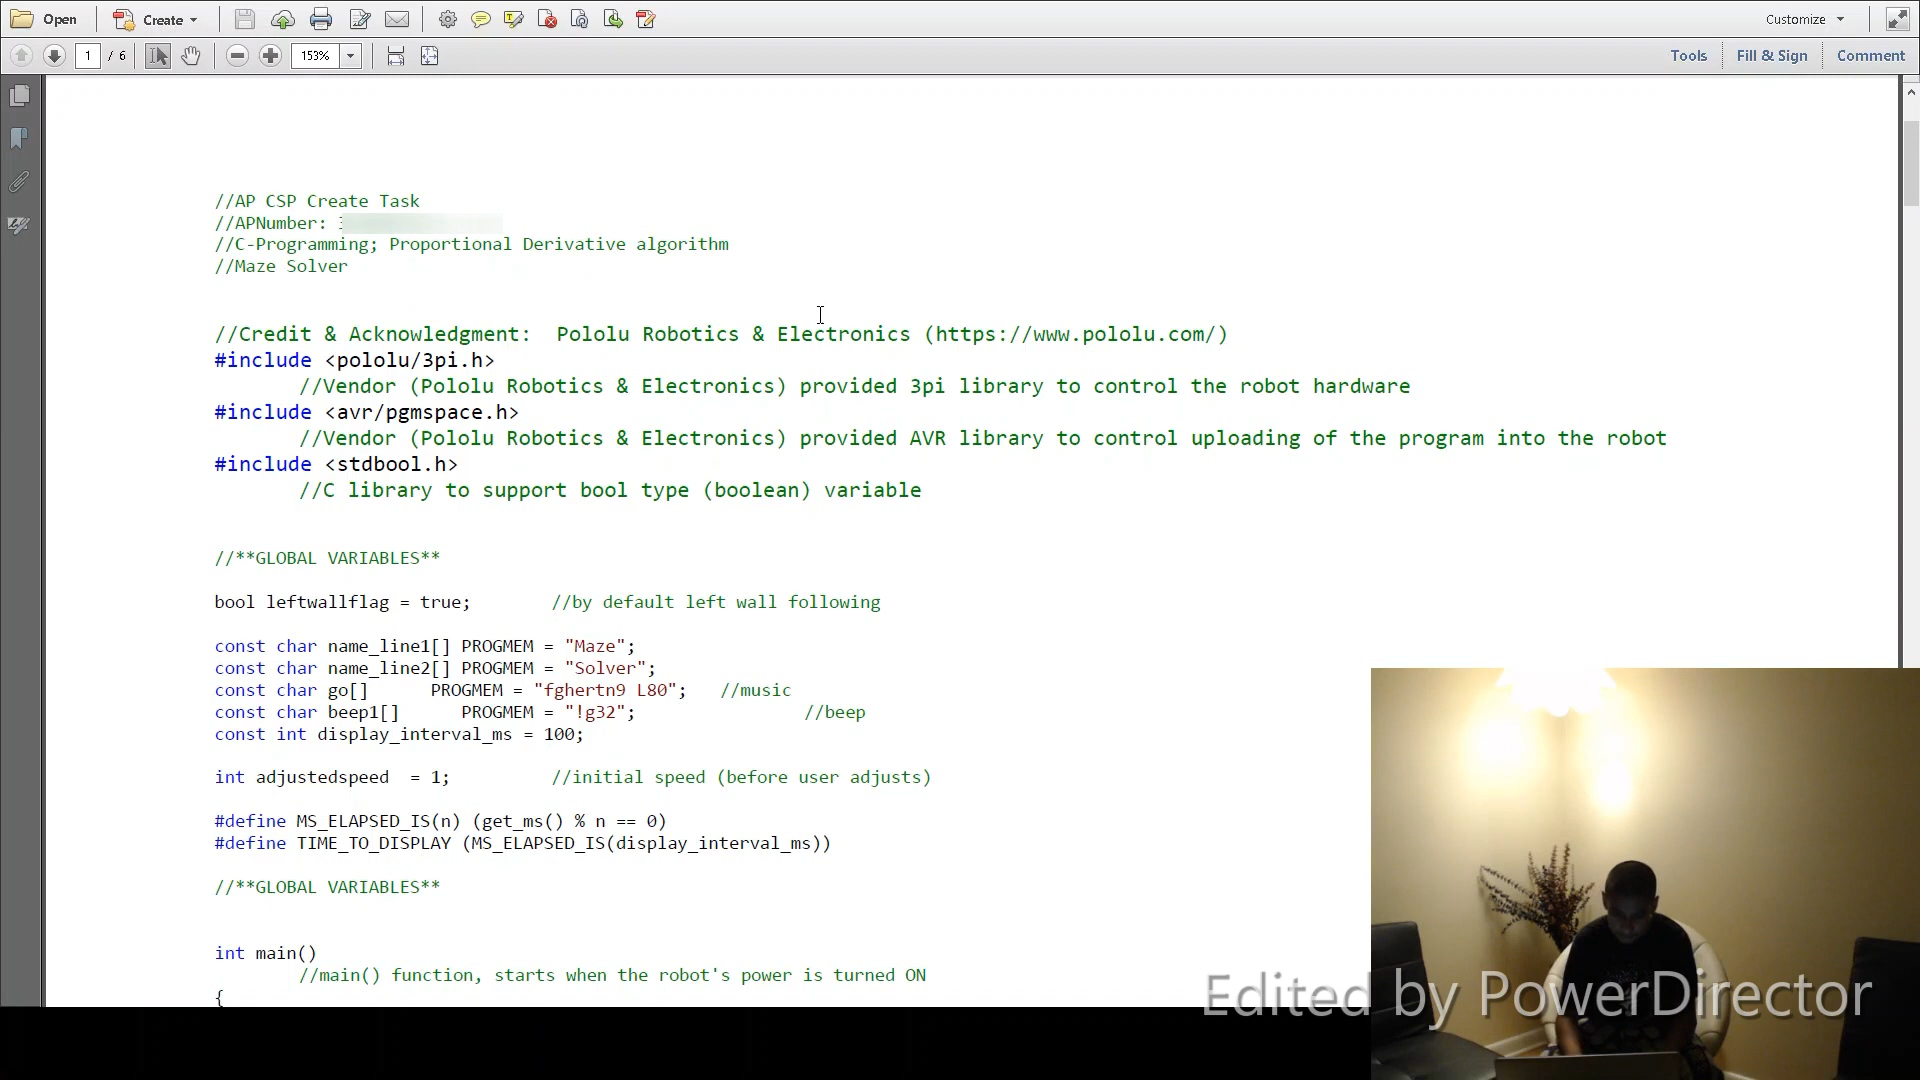 Open
Create
Customize
1 / 6
153%
Tools
Fill & Sign
Comment
//AP CSP Create Task
//APNumber:
//C-Programming; Proportional Derivative algorithm
//Maze Solver
//Credit & Acknowledgment:  Pololu Robotics & Electronics (https://www.pololu.com/)
#include <pololu/3pi.h>
//Vendor (Pololu Robotics & Electronics) provided 3pi library to control the robot hardware
#include <avr/pgmspace.h>
//Vendor (Pololu Robotics & Electronics) provided AVR library to control uploading of the program into the robot
#include <stdbool.h>
//C library to support bool type (boolean) variable
//**GLOBAL VARIABLES**
bool leftwallflag = true;        //by default left wall following
const char name_line1[] PROGMEM = "Maze";
const char name_line2[] PROGMEM = "Solver";
const char go[]      PROGMEM = "fghertn9 L80";   //music
const char beep1[]      PROGMEM = "!g32";                //beep
const int display_interval_ms = 100;
int adjustedspeed  = 1;          //initial speed (before user adjusts)
#define MS_ELAPSED_IS(n) (get_ms() % n == 0)
#define TIME_TO_DISPLAY (MS_ELAPSED_IS(display_interval_ms))
//**GLOBAL VARIABLES**
int main()
//main() function, starts when the robot's power is turned ON
{
Edited by PowerDirector